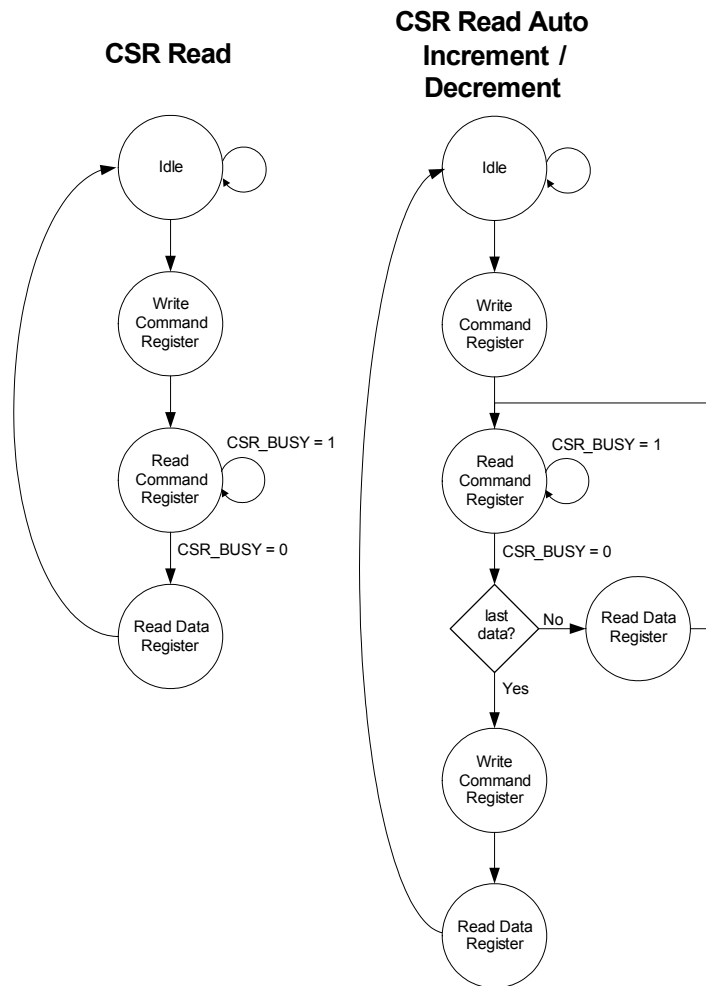 CSR Read
Idle
Write
Command
Register
CSR_BUSY = 1
Read
Command
Register
CSR_BUSY = 0
Read Data
Register
CSR Read Auto
Increment /
Decrement
Idle
Write
Command
Register
CSR_BUSY = 1
Read
Command
Register
CSR_BUSY = 0
last
data?
No
Read Data
Register
Yes
Write
Command
Register
Read Data
Register